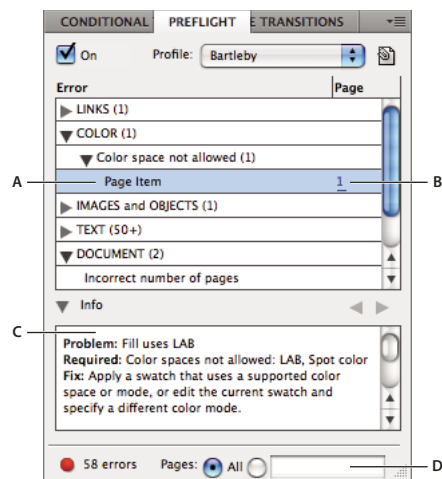 CONDITIONAL PREFLIGHT E TRANSITIONS
On Profile: Bartleby
Error Page
LINKS (1)
COLOR (1)
Color space not allowed (1)
A Page Item 1 B
IMAGES and OBJECTS (1)
TEXT (50+)
DOCUMENT (2)
Incorrect number of pages
Info
C
Problem: Fill uses LAB
Required: Color spaces not allowed: LAB, Spot color
Fix: Apply a swatch that uses a supported color
space or mode, or edit the current swatch and
specify a different color mode.
58 errors Pages: All D